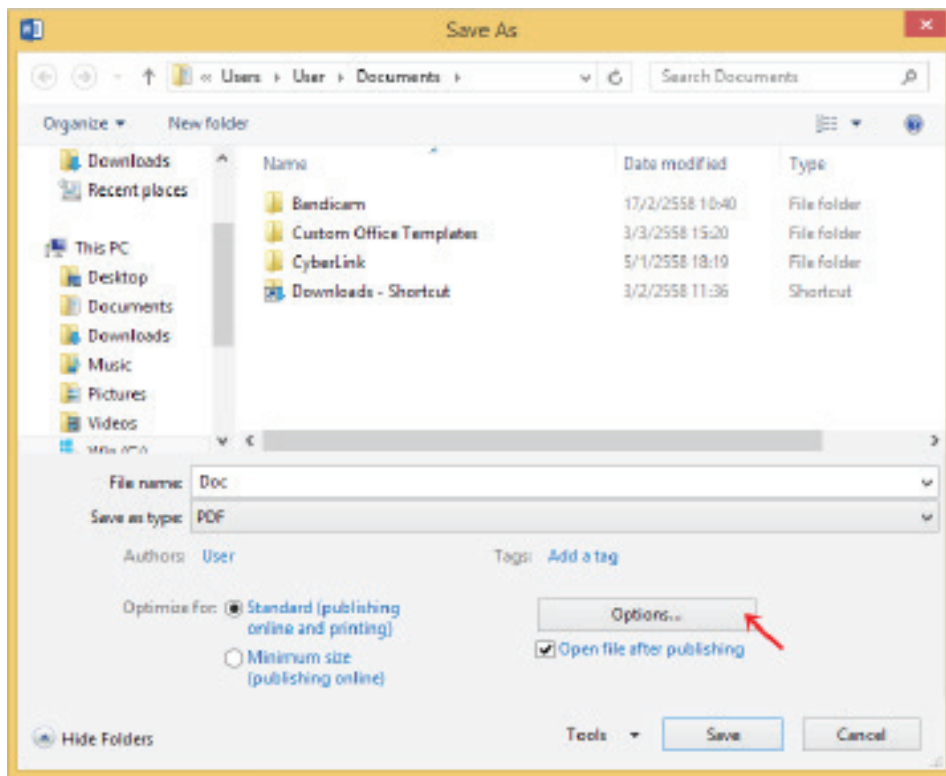 Save As
« Users › User › Documents ›
Search Documents
Organize
New folder
Name Date modified Type
Downloads
Recent places
This PC
Desktop
Documents
Downloads
Music
Pictures
Videos
Bandicam 17/2/2558 10:40 File folder
Custom Office Templates 3/3/2558 15:20 File folder
CyberLink 5/1/2558 18:19 File folder
Downloads - Shortcut 3/2/2558 11:36 Shortcut
File name: Doc
Save as type: PDF
Authors: User
Tags: Add a tag
Optimize for: Standard (publishing
online and printing)
Minimum size
(publishing online)
Options...
Open file after publishing
Hide Folders
Tools
Save
Cancel